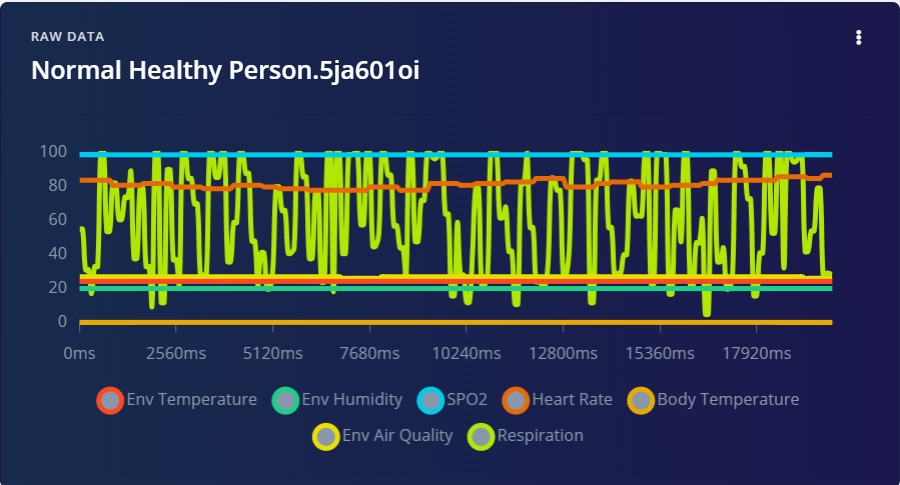 RAW DATA
Normal Healthy Person.5ja601oi
100
80
60
40
20
0
0ms 2560ms 5120ms 7680ms 10240ms 12800ms 15360ms 17920ms
Env Temperature Env Humidity SPO2 Heart Rate Body Temperature
Env Air Quality Respiration